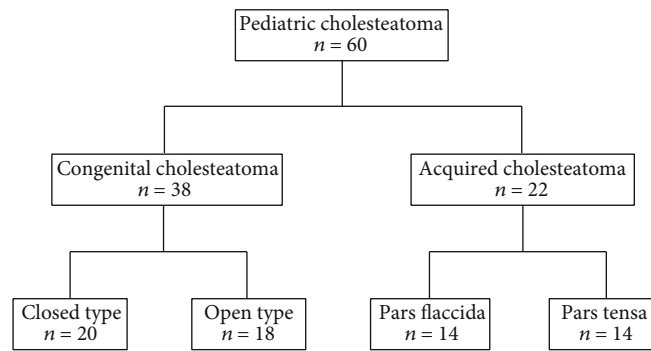 Pediatric cholesteatoma
n = 60
Congenital cholesteatoma
n = 38
Acquired cholesteatoma
n = 22
Closed type
n = 20
Open type
n = 18
Pars flaccida
n = 14
Pars tensa
n = 14